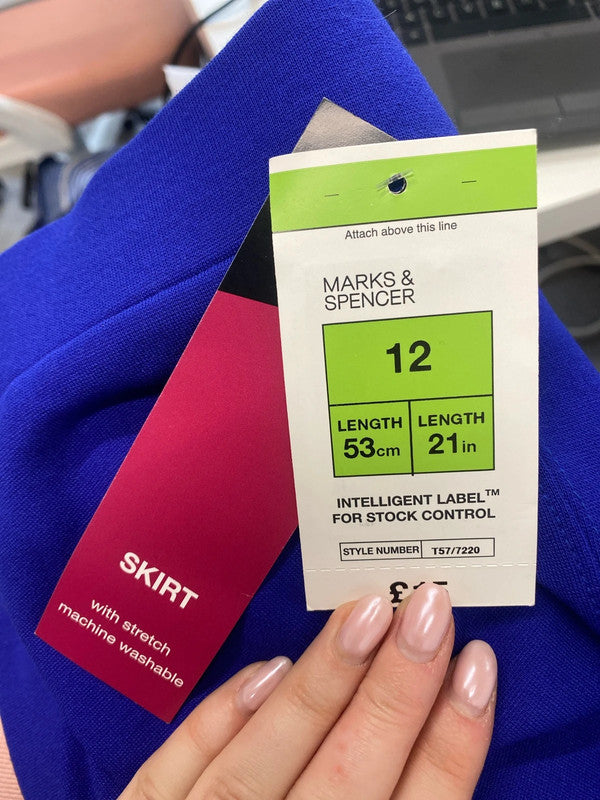 Attach above this line
MARKS &
SPENCER
12
LENGTH
53cm
LENGTH
21in
INTELLIGENT LABEL™
FOR STOCK CONTROL
STYLE NUMBER T57/7220
SKIRT
with stretch
machine washable